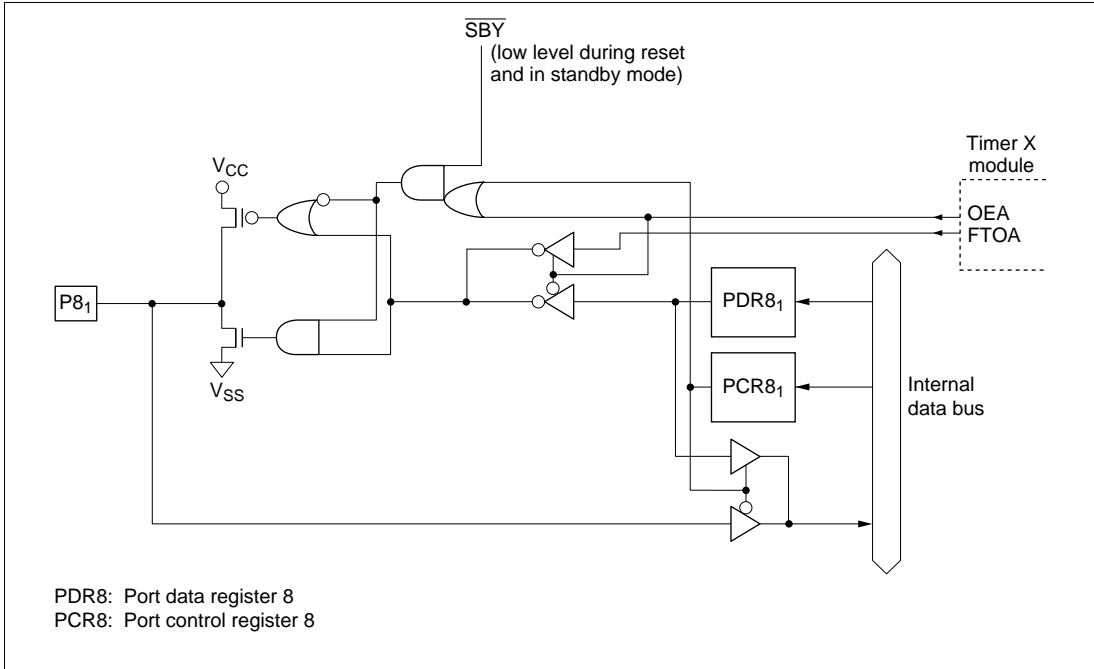 SBY
(low level during reset
and in standby mode)
Timer X
module
VCC
OEA
FTOA
P81
PDR81
PCR81
VSS
Internal
data bus
PDR8: Port data register 8
PCR8: Port control register 8